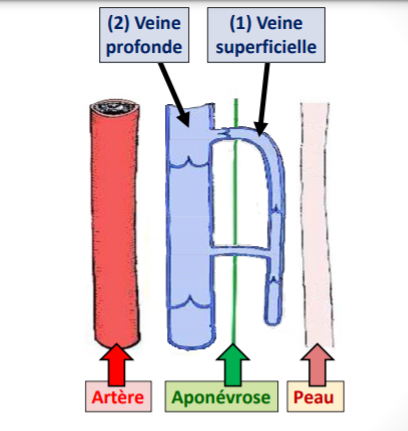 (2) Veine
profonde
(1) Veine
superficielle
Artère
Aponévrose
Peau